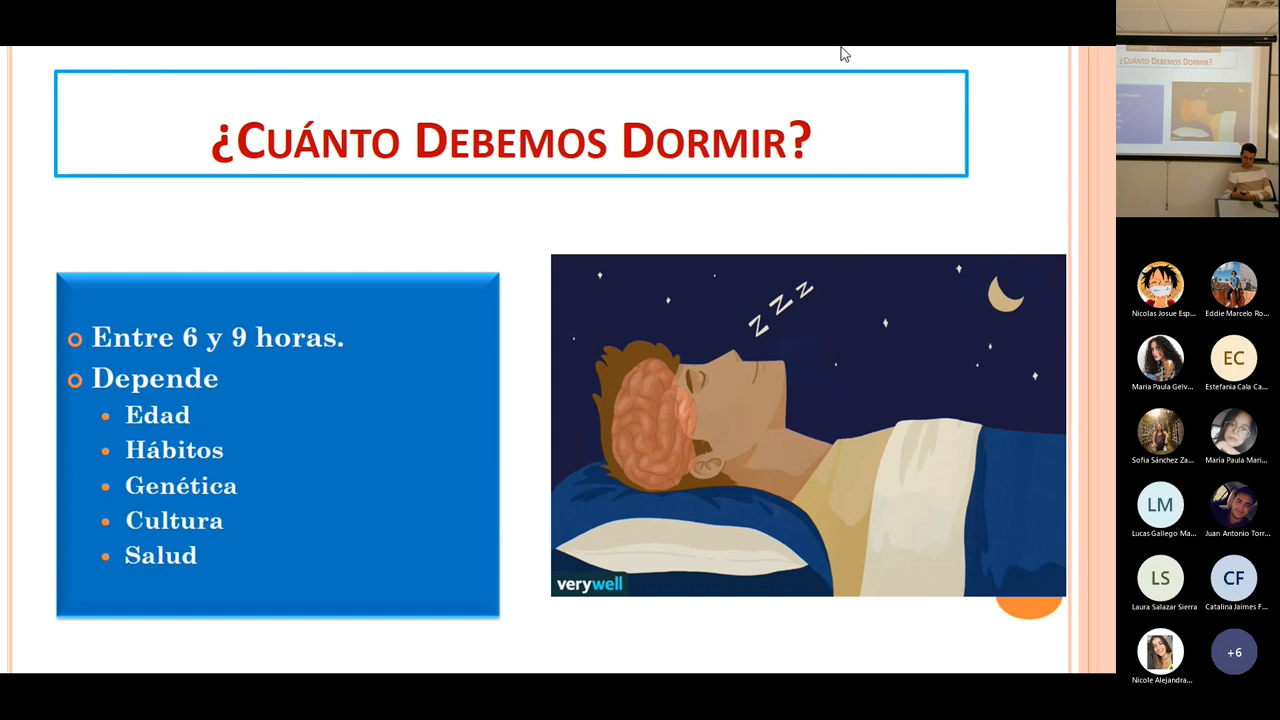 ¿Cuánto Debemos Dormir?
Entre 6 y 9 horas.
Depende
Edad
Hábitos
Genética
Cultura
Salud
z z z
verywell
¿Cuánto Debemos Dormir?
Nicolas Josue Esp...
Eddie Marcelo Ro...
Maria Paula Gelv...
EC
Estefania Cala Ca...
Sofia Sánchez Za...
María Paula Mari...
LM
Lucas Gallego Ma...
Juan Antonio Torr...
LS
Laura Salazar Sierra
CF
Catalina Jaimes F...
Nicole Alejandra...
+6